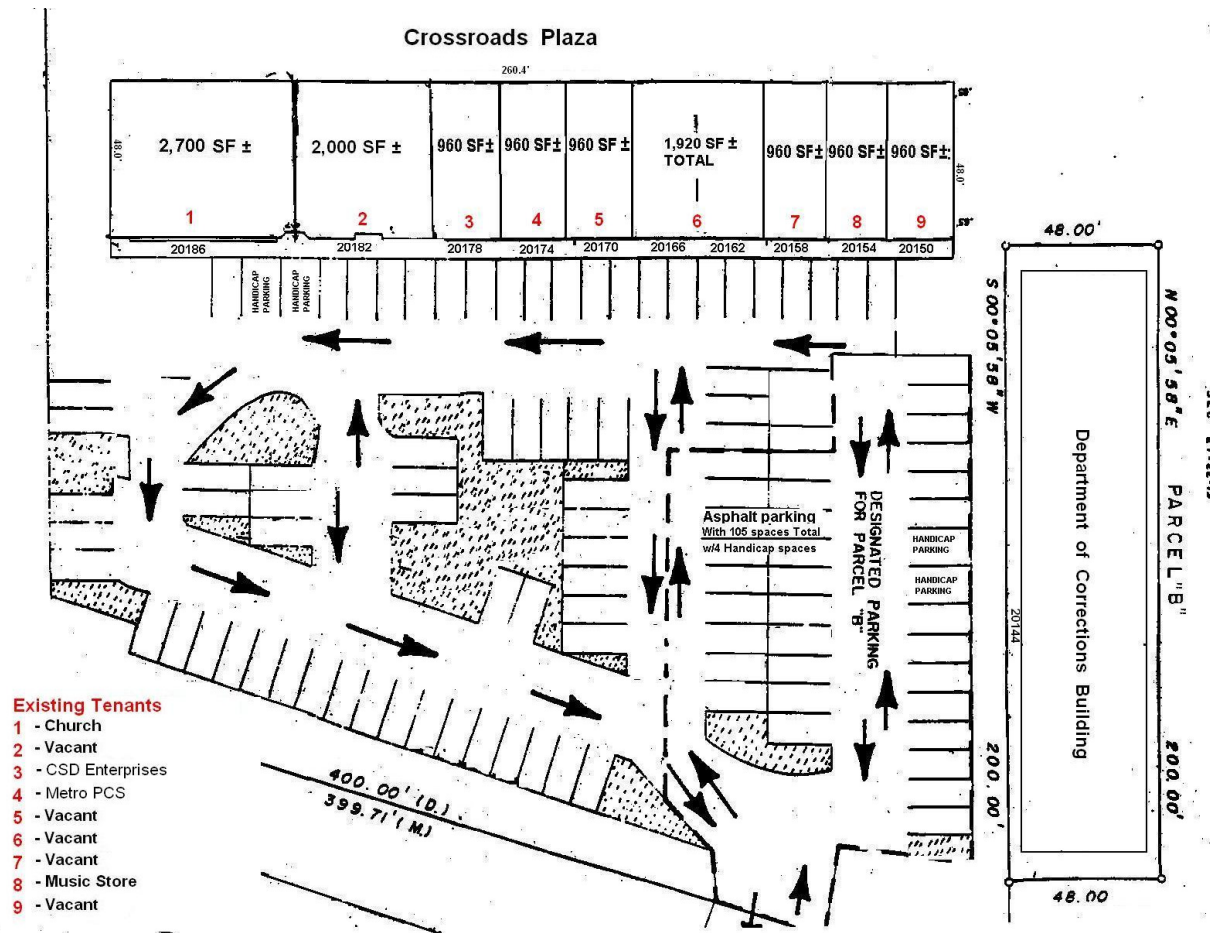 Crossroads Plaza
260.4'
48.0'
2,700 SF ±
2,000 SF ±
960 SF±
960 SF±
960 SF±
1,920 SF ±
TOTAL
960 SF±
960 SF±
960 SF±
.85'
48.0'
.65'
1
2
3
4
5
6
7
8
9
20186
20182
20178
20174
20170
20166
20162
20158
20154
20150
HANDICAP
PARKING
HANDICAP
PARKING
48.00'
S 00°05'58"W
N 00°05'58"E
PARCEL "B"
Department of Corrections Building
20144
200.00'
200.00'
48.00
Asphalt parking
With 105 spaces Total
w/4 Handicap spaces
DESIGNATED PARKING
FOR PARCEL "B"
HANDICAP
PARKING
HANDICAP
PARKING
400.00' (D.)
399.71' (M.)
Existing Tenants
1 - Church
2 - Vacant
3 - CSD Enterprises
4 - Metro PCS
5 - Vacant
6 - Vacant
7 - Vacant
8 - Music Store
9 - Vacant